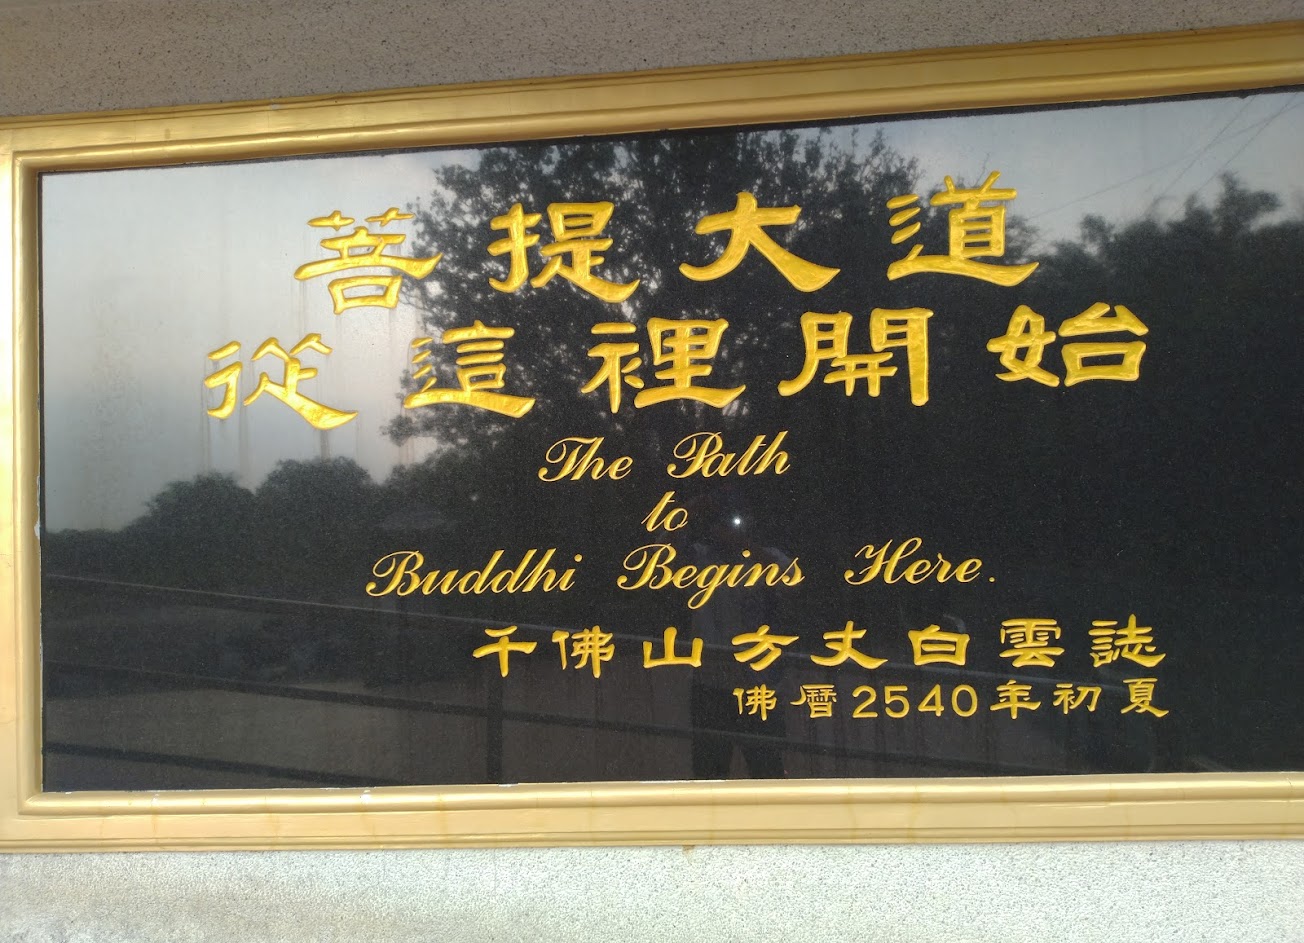 菩提大道
從這裡開始
The Path
to
Buddhi Begins Here.
千佛山方丈白雲誌
佛曆2540年初夏